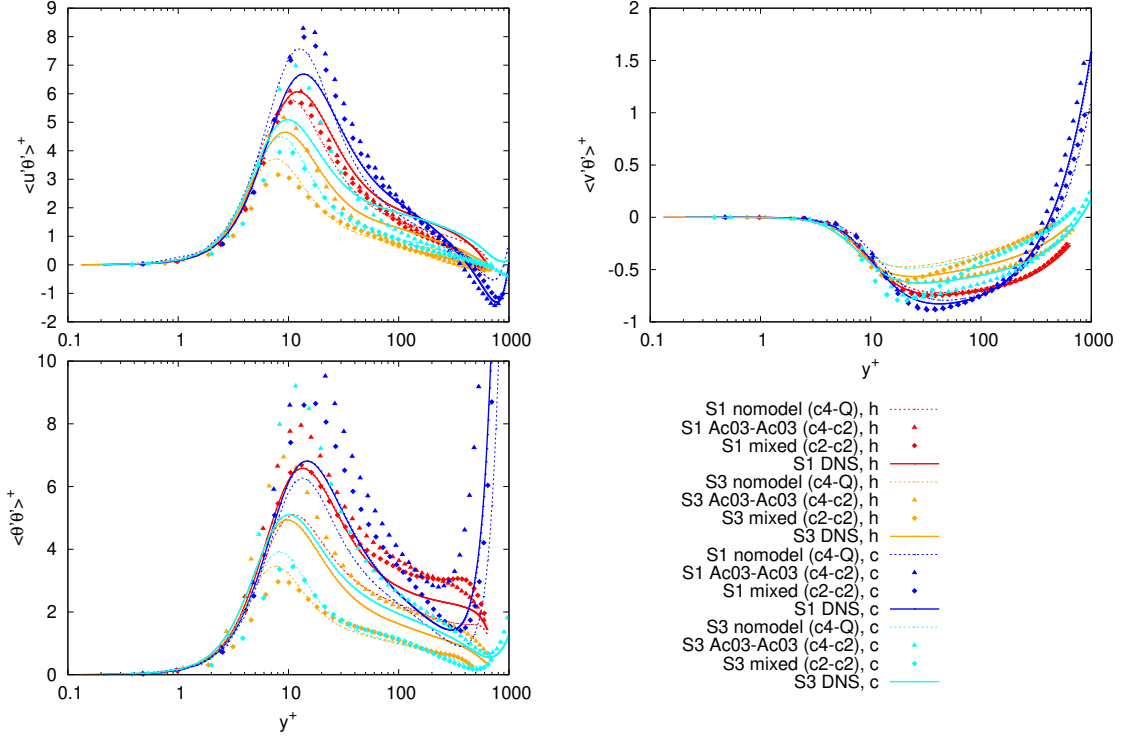 9
8
7
6
5
4
3
2
1
0
-1
-2
0.1 1 10 100 1000
<u'θ'>+
2
1.5
1
0.5
0
-0.5
-1
0.1 1 10 100 1000
<v'θ'>+
y+
10
8
6
4
2
0
0.1 1 10 100 1000
<θ'θ'>+
y+
S1 nomodel (c4-Q), h
S1 Ac03-Ac03 (c4-c2), h
S1 mixed (c2-c2), h
S1 DNS, h
S3 nomodel (c4-Q), h
S3 Ac03-Ac03 (c4-c2), h
S3 mixed (c2-c2), h
S3 DNS, h
S1 nomodel (c4-Q), c
S1 Ac03-Ac03 (c4-c2), c
S1 mixed (c2-c2), c
S1 DNS, c
S3 nomodel (c4-Q), c
S3 Ac03-Ac03 (c4-c2), c
S3 mixed (c2-c2), c
S3 DNS, c